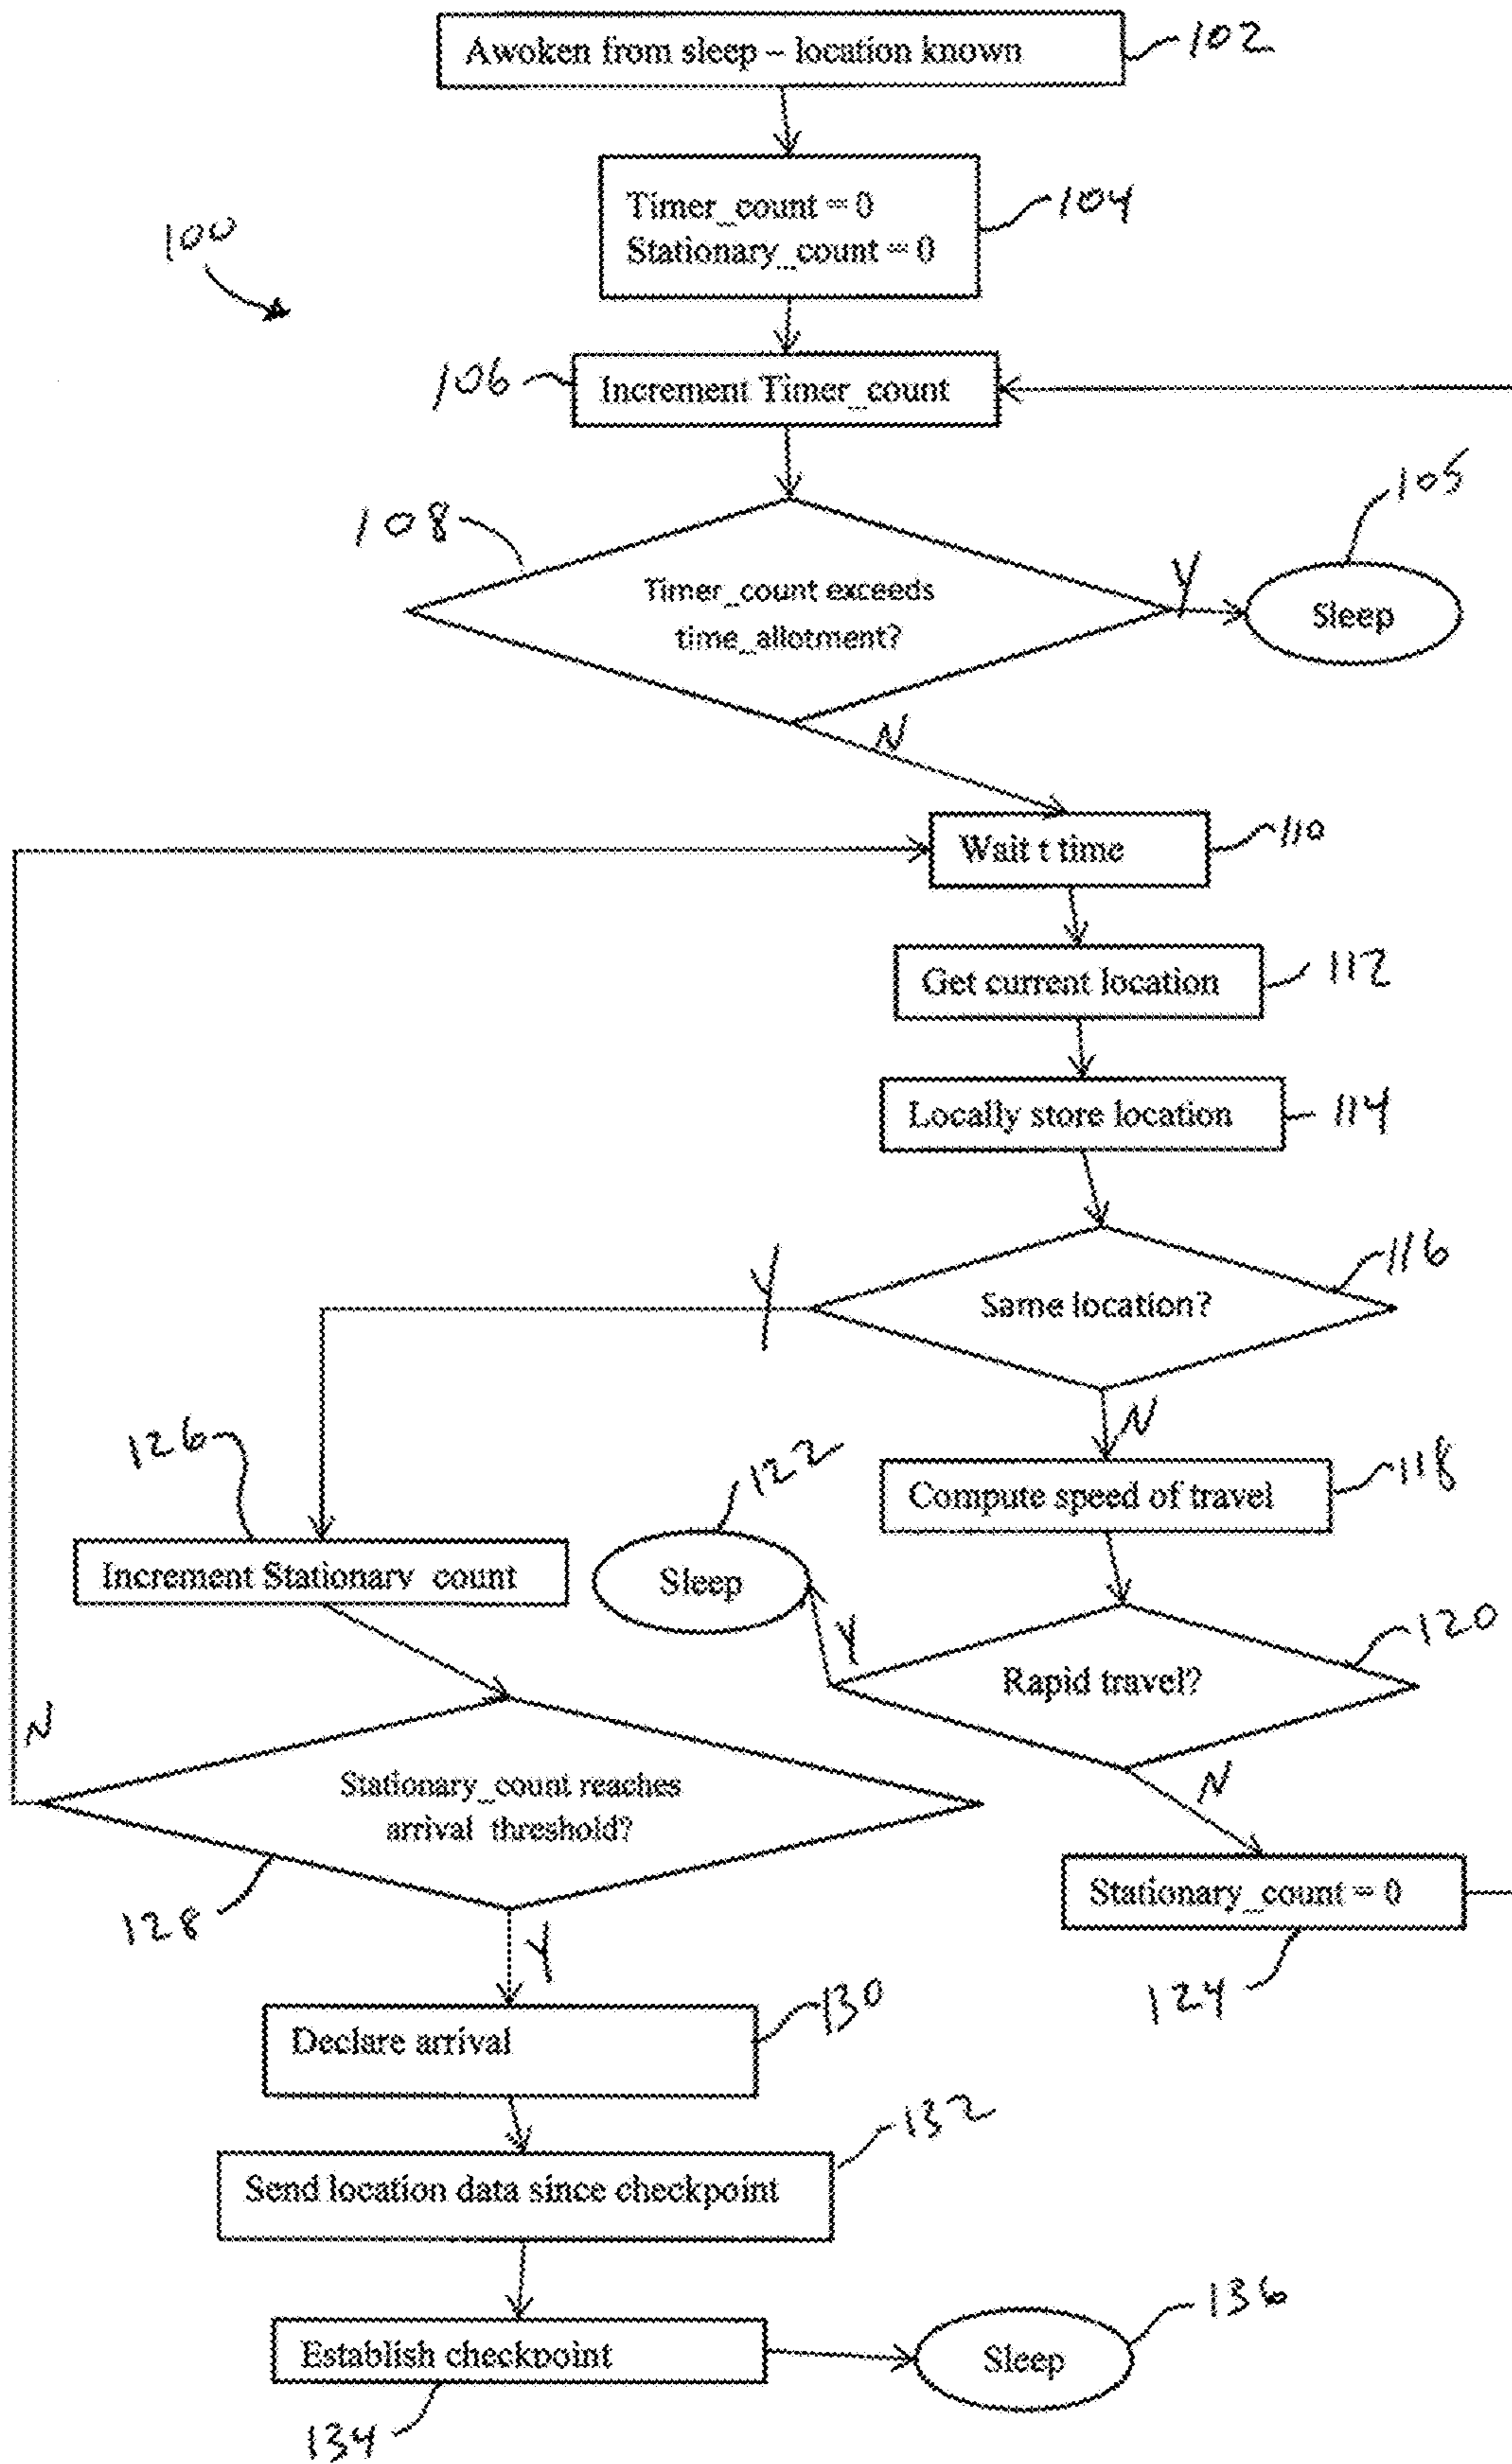 Awoken from sleep – location known
102
Timer_count = 0
Stationary_count = 0
104
100
106
Increment Timer_count
108
Timer_count exceeds
time_allotment?
Y
Sleep
105
N
Wait t time
110
Get current location
112
Locally store location
114
Same location?
116
Y
N
126
Increment Stationary count
122
Sleep
Compute speed of travel
118
Y
Rapid travel?
120
N
N
Stationary_count reaches
arrival threshold?
128
Stationary_count = 0
124
Y
Declare arrival
130
Send location data since checkpoint
132
Establish checkpoint
134
Sleep
136